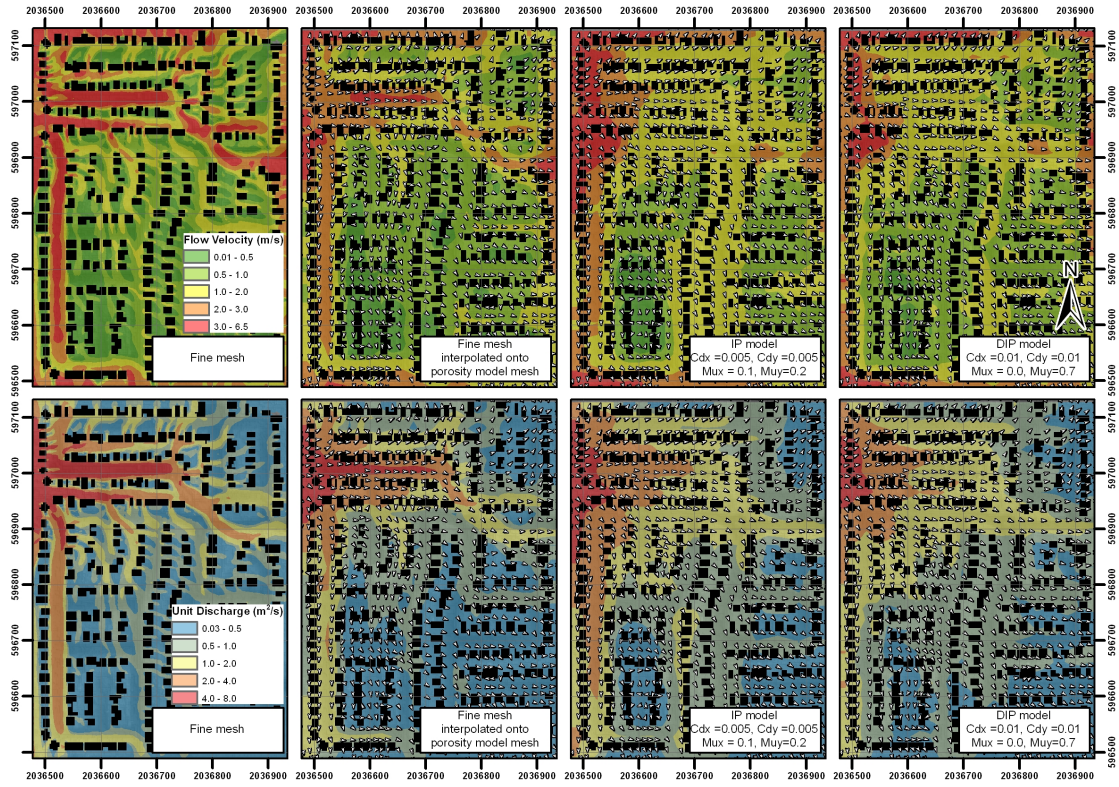 2036500 2036600 2036700 2036800 2036900
2036500 2036600 2036700 2036800 2036900
2036500 2036600 2036700 2036800 2036900
2036500 2036600 2036700 2036800 2036900
597100
597000
596900
596800
596700
596600
596500
Flow Velocity (m/s)
0.01 - 0.5
0.5 - 1.0
1.0 - 2.0
2.0 - 3.0
3.0 - 6.5
Fine mesh
Fine mesh
interpolated onto
porosity model mesh
IP model
Cdx =0.005, Cdy =0.005
Mux = 0.1, Muy=0.2
N
DIP model
Cdx =0.01, Cdy =0.01
Mux = 0.0, Muy=0.7
597100
597000
596900
596800
596700
596600
596500
597100
597000
596900
596800
596700
596600
Unit Discharge (m²/s)
0.03 - 0.5
0.5 - 1.0
1.0 - 2.0
2.0 - 4.0
4.0 - 8.0
Fine mesh
Fine mesh
interpolated onto
porosity model mesh
IP model
Cdx =0.005, Cdy =0.005
Mux = 0.1, Muy=0.2
DIP model
Cdx =0.01, Cdy =0.01
Mux = 0.0, Muy=0.7
597100
597000
596900
596800
596700
596600
596500
2036500 2036600 2036700 2036800 2036900
2036500 2036600 2036700 2036800 2036900
2036500 2036600 2036700 2036800 2036900
2036500 2036600 2036700 2036800 2036900